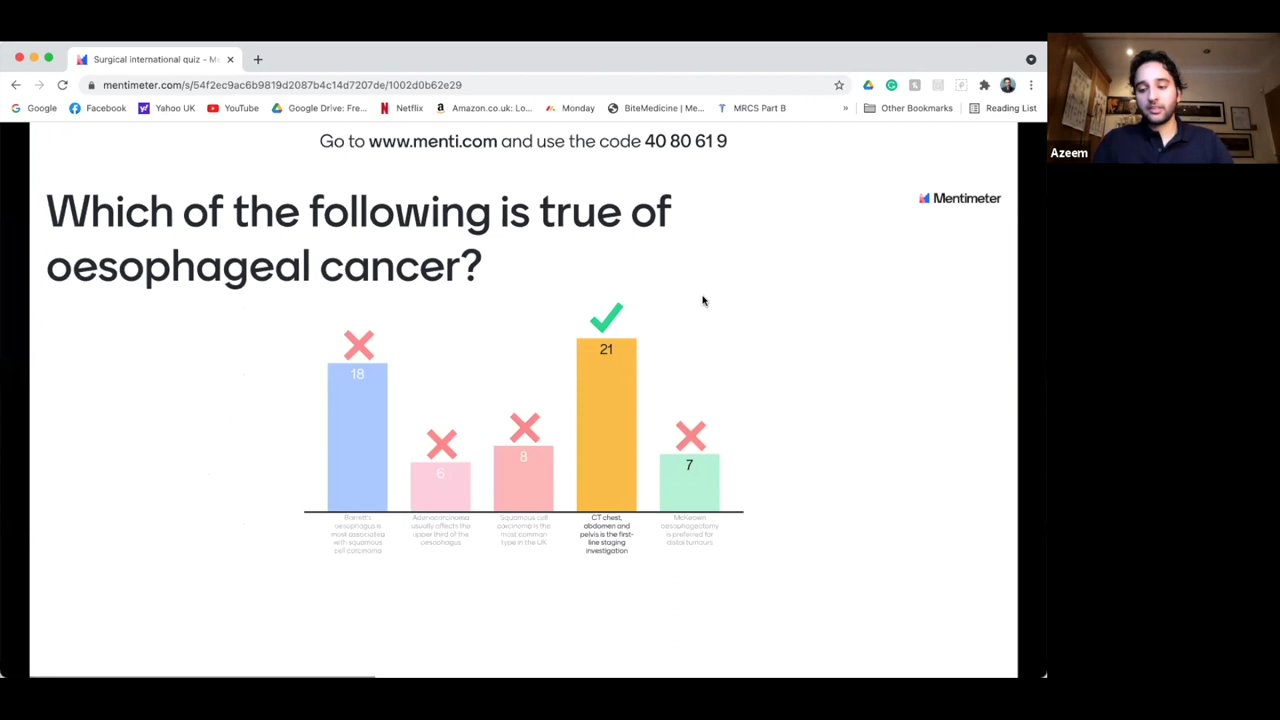 Surgical international quiz - Me
mentimeter.com/s/54f2ec9ac6b9819d2087b4c14d7207de/1002d0b62e29
Google
Facebook
Yahoo UK
YouTube
Google Drive: Fre...
Netflix
Amazon.co.uk: Lo...
Monday
BiteMedicine | Me...
MRCS Part B
»
Other Bookmarks
Reading List
Azeem
Go to www.menti.com and use the code 40 80 61 9
Mentimeter
Which of the following is true of
oesophageal cancer?
18
6
8
21
7
Barrett's
oesophagus is
most associated
with squamous
cell carcinoma
Adenocarcinoma
usually affects the
upper third of the
oesophagus
Squamous cell
carcinoma is the
most common
type in the UK
CT chest,
abdomen and
pelvis is the first-
line staging
investigation
McKeown
oesophagectomy
is preferred for
distal tumours